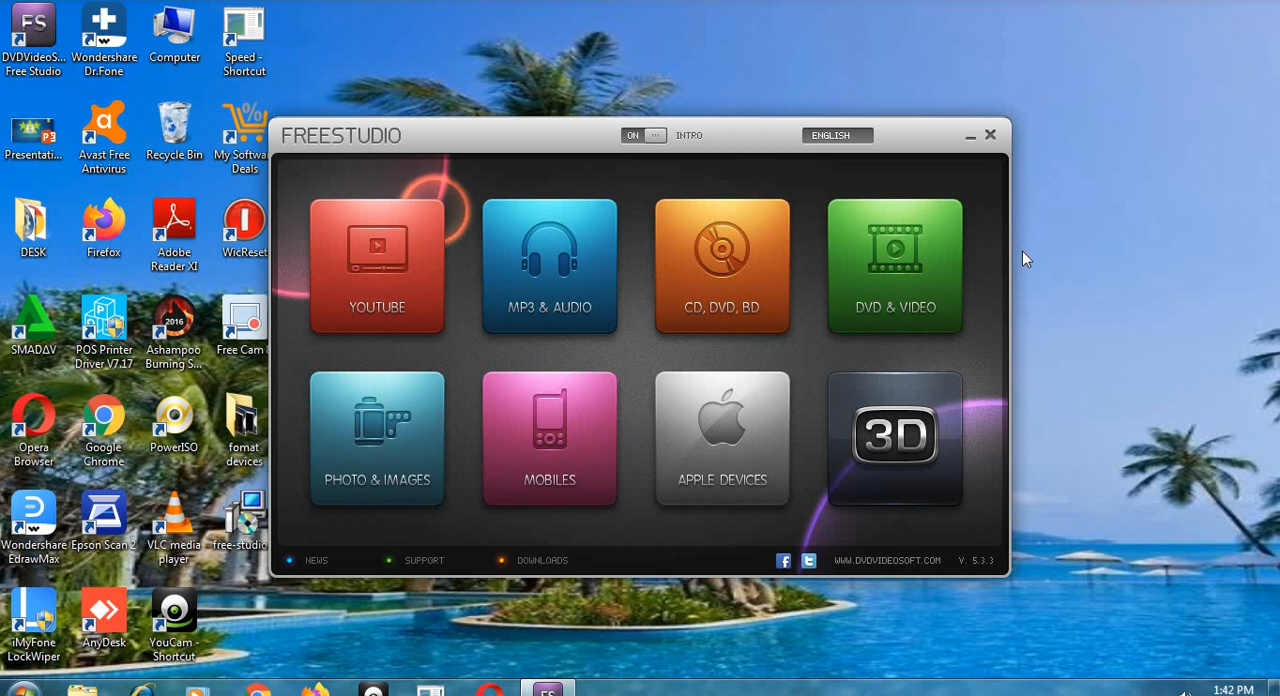 FS
DVDVideoS...
Free Studio
Wondershare
Dr.Fone
Computer
Speed -
Shortcut
Presentati...
Avast Free
Antivirus
Recycle Bin
My Softwa
Deals
DESK
Firefox
Adobe
Reader XI
WicReset
SMADΔV
POS Printer
Driver V7.17
2016
Ashampoo
Burning S...
Free Cam 8
Opera
Browser
Google
Chrome
PowerISO
fomat
devices
Wondershare
EdrawMax
Epson Scan 2
VLC media
player
free-studio
iMyFone
LockWiper
AnyDesk
YouCam -
Shortcut
FREESTUDIO
ON
INTRO
ENGLISH
YOUTUBE
MP3 & AUDIO
CD, DVD, BD
DVD & VIDEO
PHOTO & IMAGES
MOBILES
APPLE DEVICES
3D
NEWS
SUPPORT
DOWNLOADS
WWW.DVDVIDEOSOFT.COM
V. 5.3.3
FS
1:42 PM